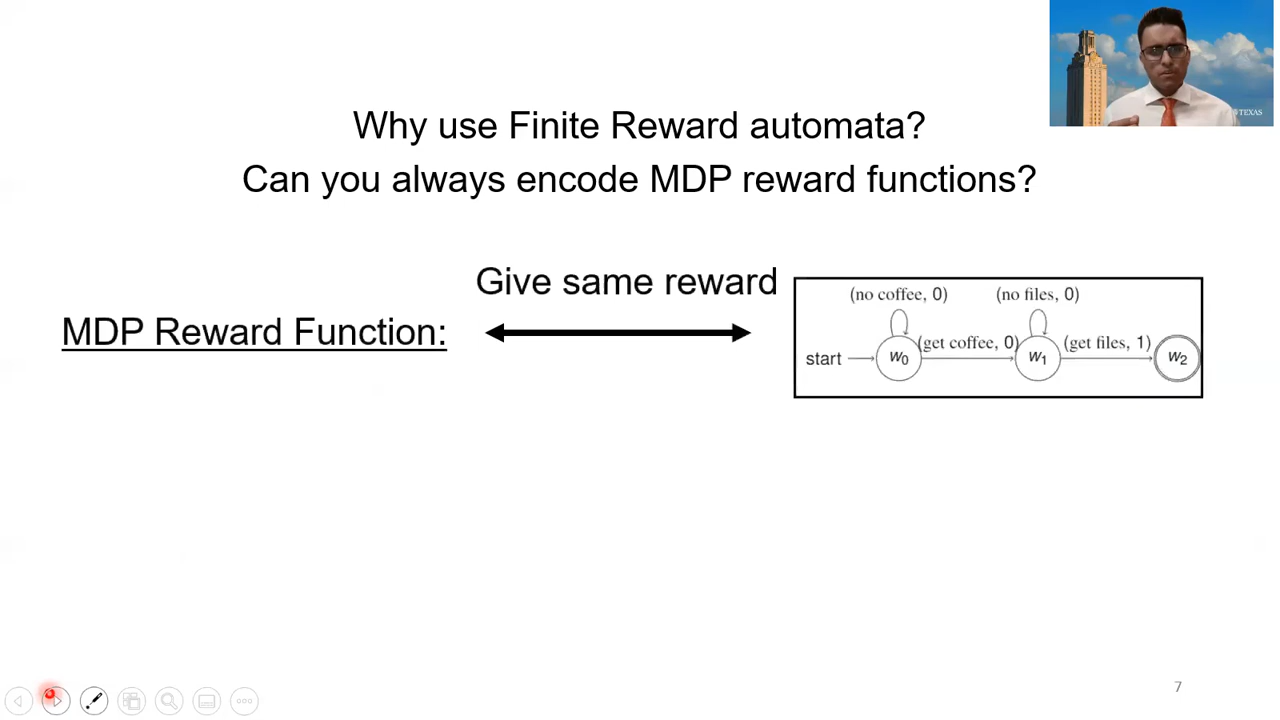 TEXAS
Why use Finite Reward automata?
Can you always encode MDP reward functions?
Give same reward
MDP Reward Function:
(no coffee, 0)
(no files, 0)
(get coffee, 0)
(get files, 1)
start
w0
w1
w2
7